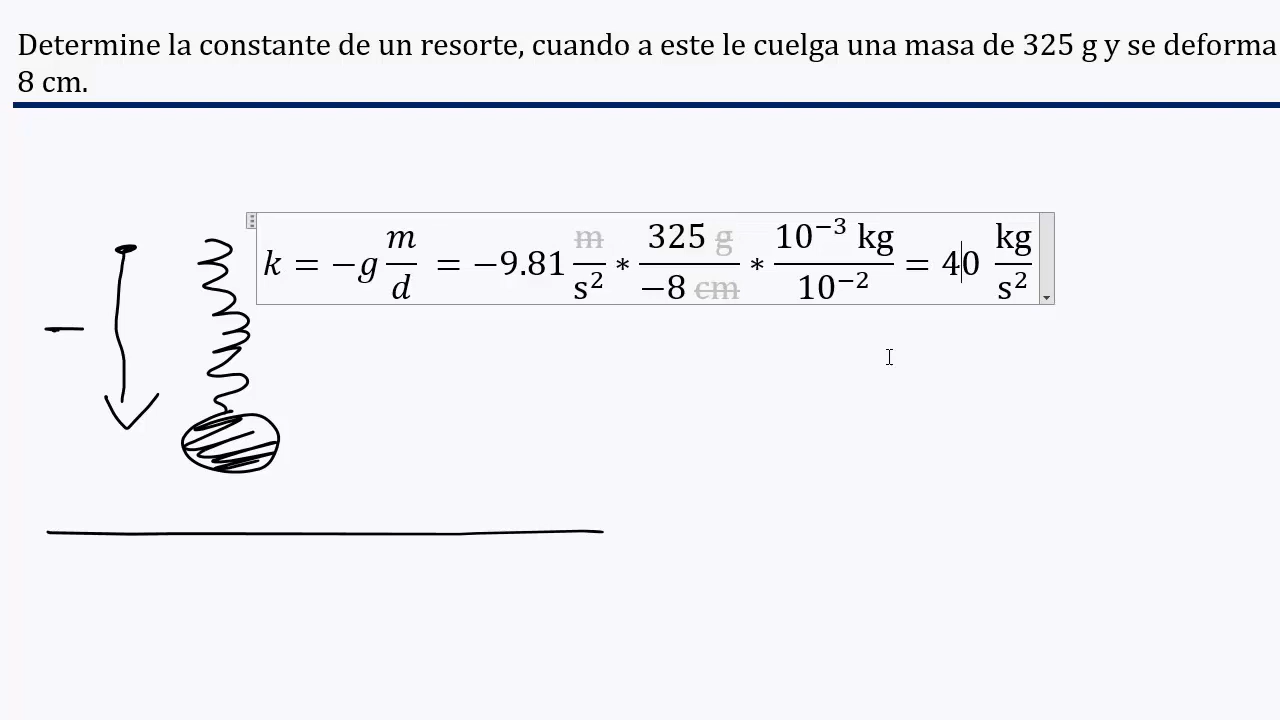 Determine la constante de un resorte, cuando a este le cuelga una masa de 325 g y se deforma
8 cm.
k = −g m/d = −9.81 m/s² * 325 g/−8 cm * 10⁻³ kg/10⁻² = 40 kg/s²
−